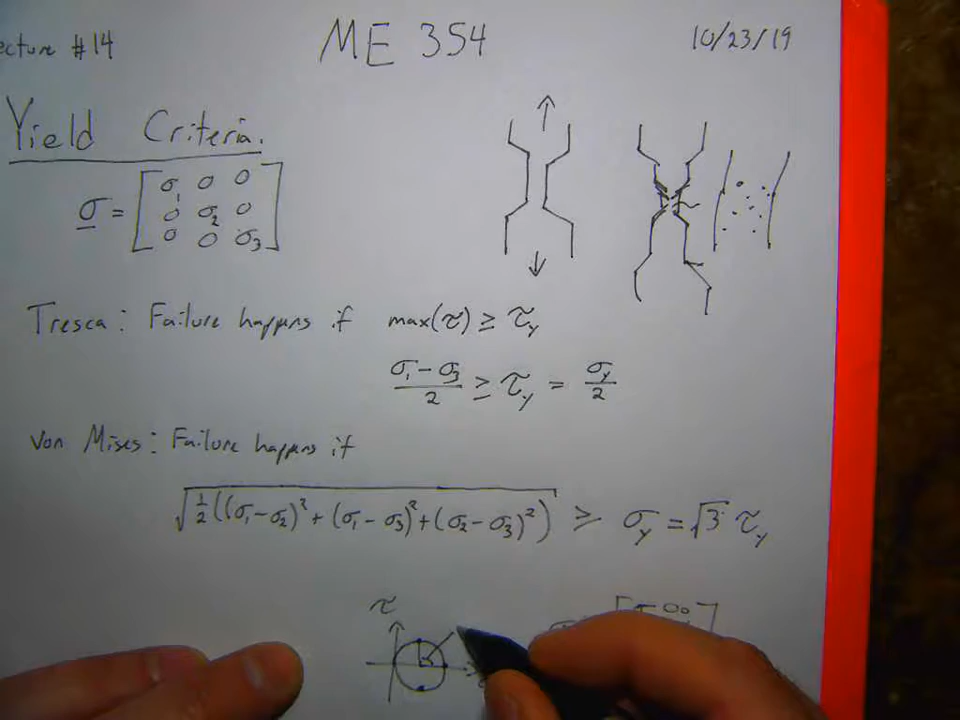 ecture #14 ME 354 10/23/19
Yield Criteria.
σ = [σ₁ 0 0
0 σ₂ 0
0 0 σ₃]
Tresca: Failure happens if max(τ) ≥ τy
(σ₁ - σ₃)/2 ≥ τy = σy/2
Von Mises: Failure happens if
√(½((σ₁-σ₂)² + (σ₁-σ₃)² + (σ₂-σ₃)²)) ≥ σy = √3 τy
τ